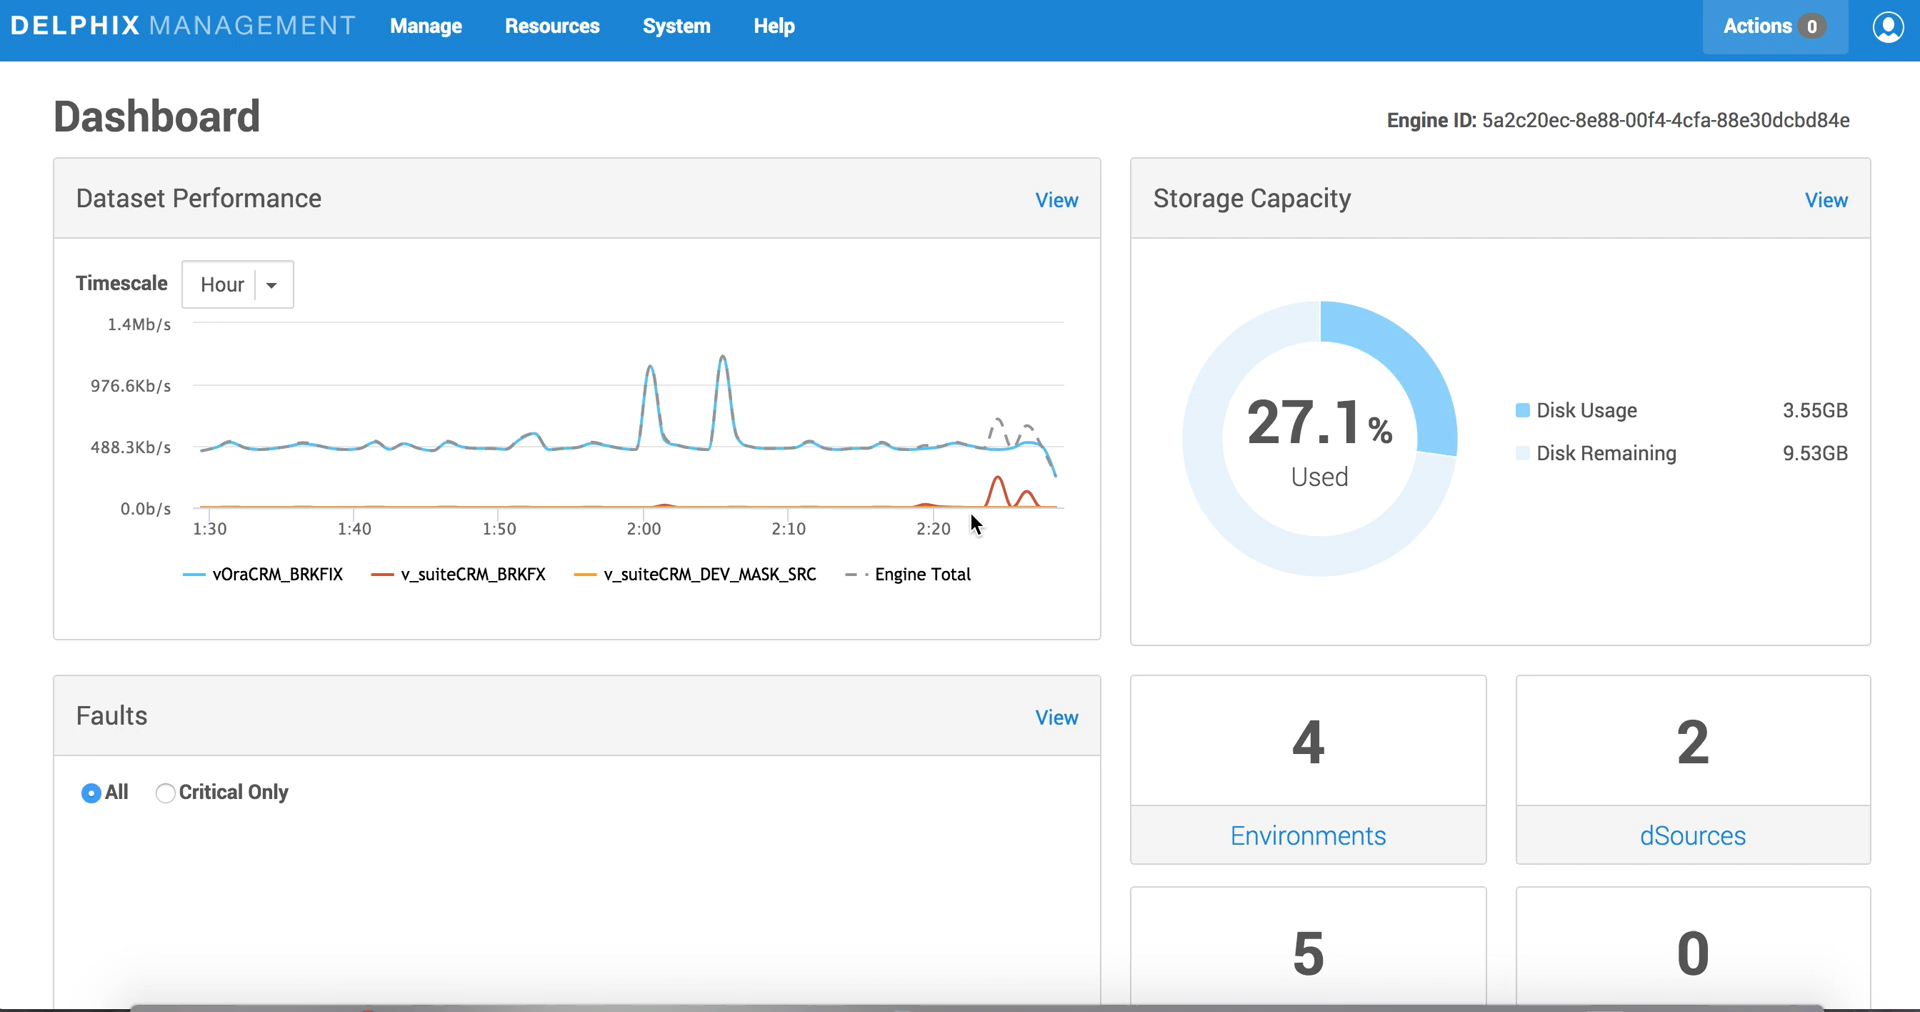 DELPHIX MANAGEMENT Manage Resources System Help Actions 0
Dashboard
Engine ID: 5a2c20ec-8e88-00f4-4cfa-88e30dcbd84e
Dataset Performance View
Timescale Hour
1.4Mb/s
976.6Kb/s
488.3Kb/s
0.0b/s
1:30 1:40 1:50 2:00 2:10 2:20
vOraCRM_BRKFIX v_suiteCRM_BRKFX v_suiteCRM_DEV_MASK_SRC Engine Total
Storage Capacity View
27.1%
Used
Disk Usage 3.55GB
Disk Remaining 9.53GB
Faults View
All Critical Only
4
Environments
2
dSources
5
0